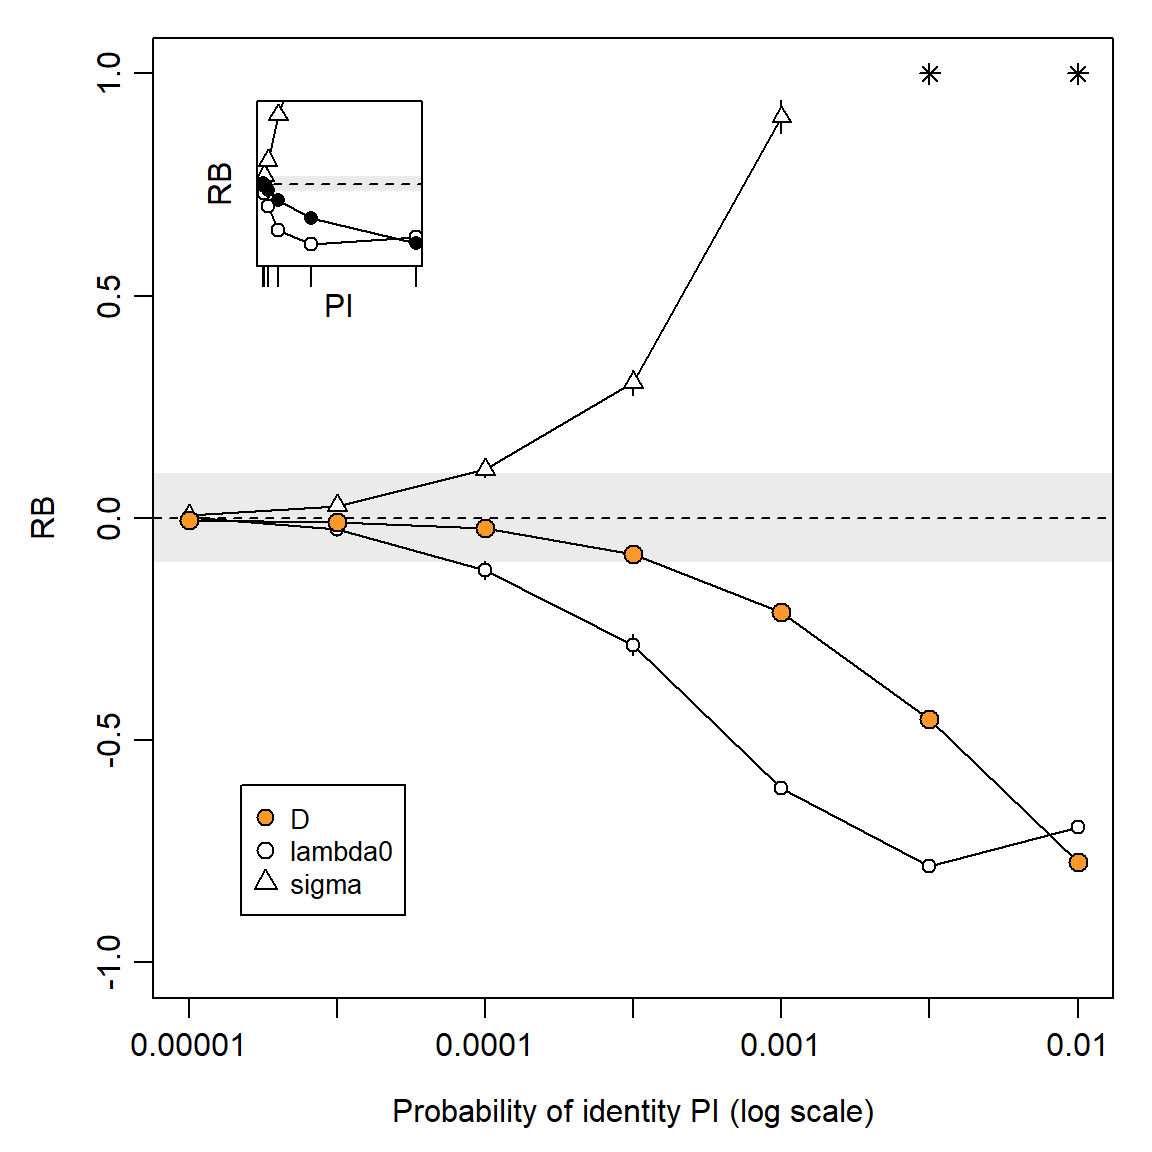 1.0
0.5
0.0
-0.5
-1.0
RB
RB
PI
D
lambda0
sigma
0.00001 0.0001 0.001 0.01
Probability of identity PI (log scale)